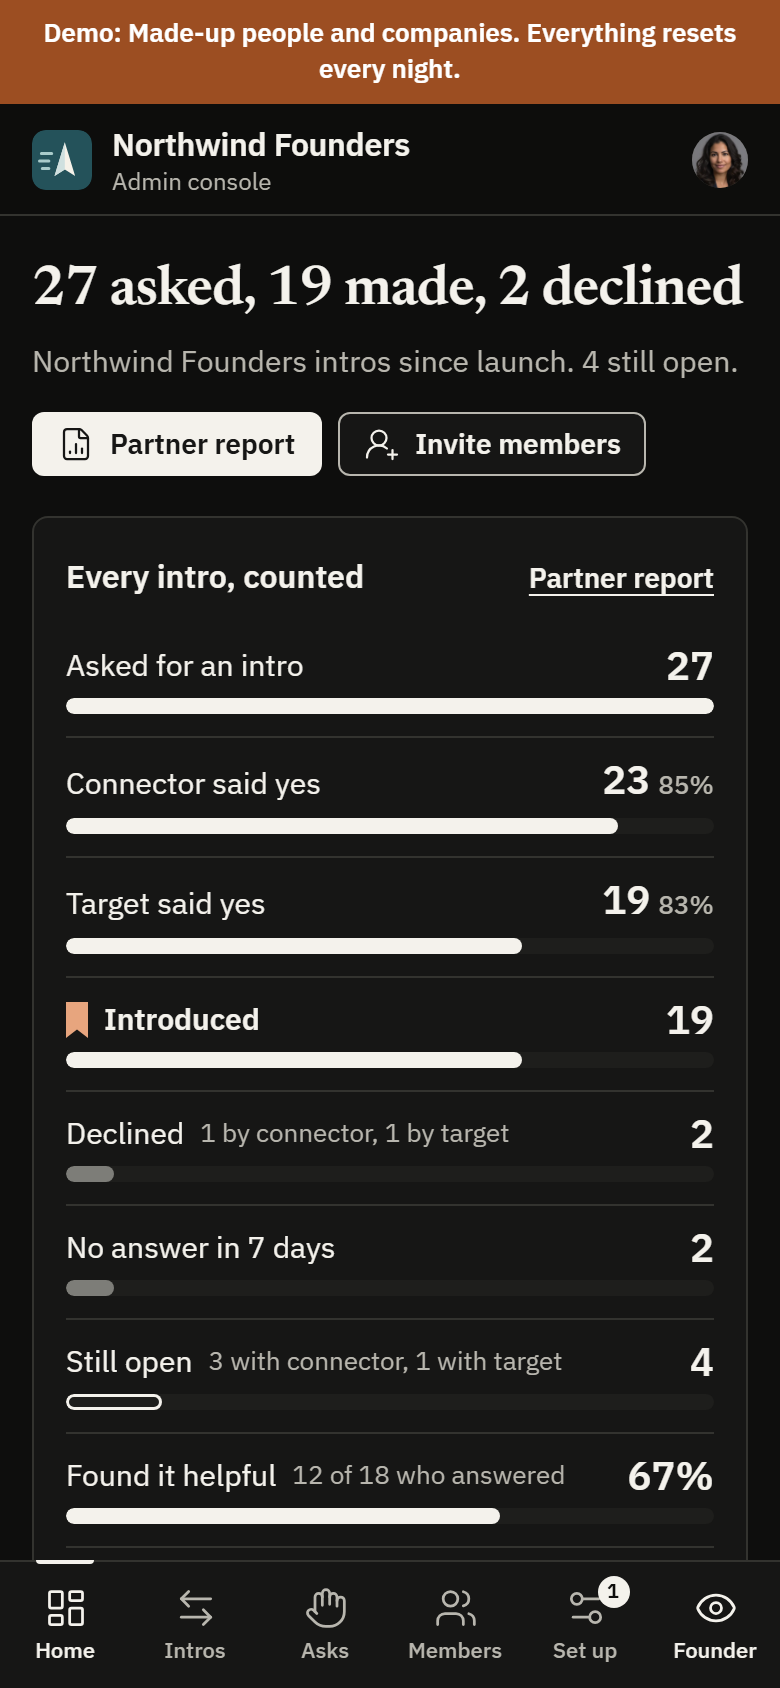 Demo: Made-up people and companies. Everything resets
every night.
Northwind Founders
Admin console
27 asked, 19 made, 2 declined
Northwind Founders intros since launch. 4 still open.
Partner report
Invite members
Every intro, counted
Partner report
Asked for an intro 27
Connector said yes 23 85%
Target said yes 19 83%
Introduced 19
Declined 1 by connector, 1 by target 2
No answer in 7 days 2
Still open 3 with connector, 1 with target 4
Found it helpful 12 of 18 who answered 67%
1
Home Intros Asks Members Set up Founder